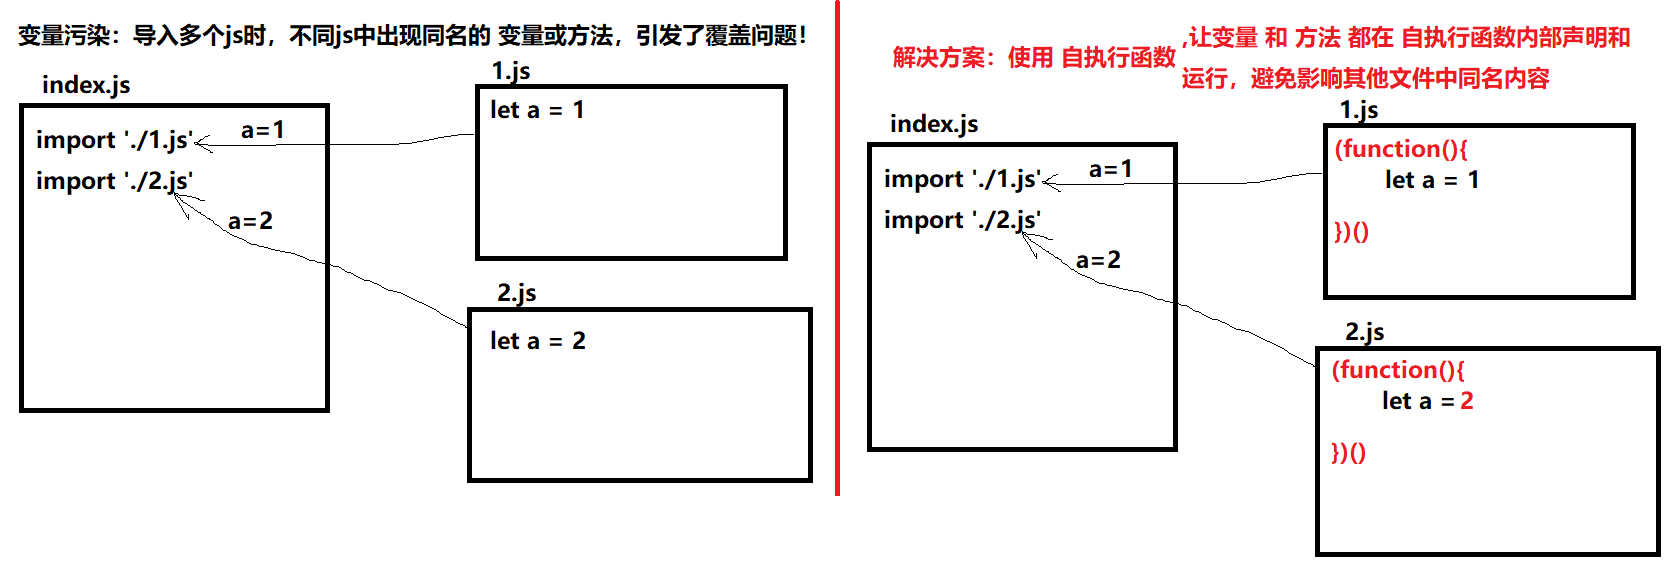 变量污染：导入多个js时，不同js中出现同名的 变量或方法，引发了覆盖问题！
index.js
import './1.js'
import './2.js'
a=1
a=2
1.js
let a = 1
2.js
let a = 2
解决方案：使用 自执行函数
,让变量 和 方法 都在 自执行函数内部声明和
运行，避免影响其他文件中同名内容
index.js
import './1.js'
import './2.js'
a=1
a=2
1.js
(function(){
let a = 1
})()
2.js
(function(){
let a = 2
})()